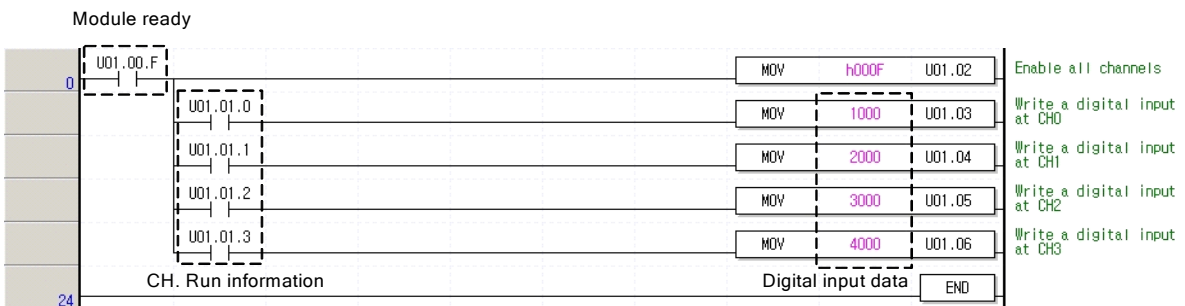 Module ready
U01.00.F
0
MOV h000F U01.02 Enable all channels
U01.01.0
MOV 1000 U01.03 Write a digital input
at CH0
U01.01.1
MOV 2000 U01.04 Write a digital input
at CH1
U01.01.2
MOV 3000 U01.05 Write a digital input
at CH2
U01.01.3
MOV 4000 U01.06 Write a digital input
at CH3
CH. Run information Digital input data
24 END